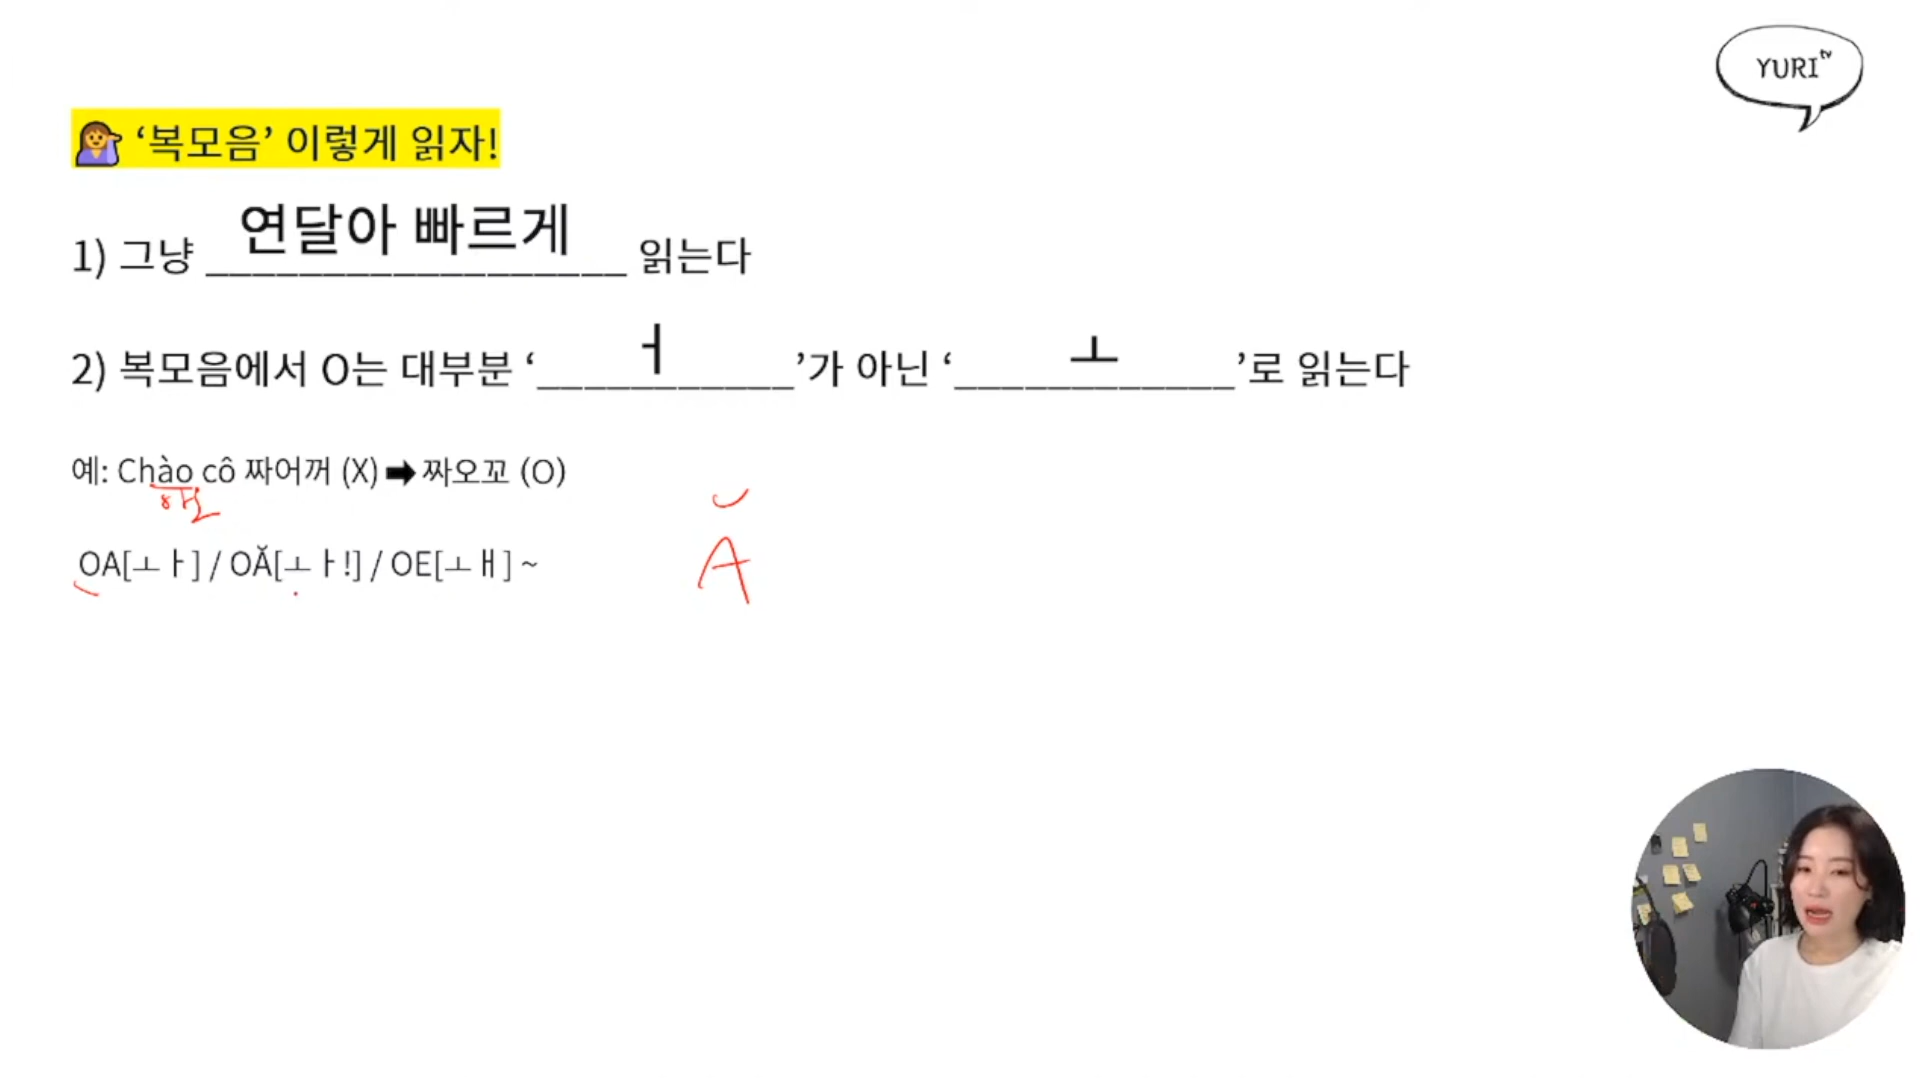 YURI tv
‘복모음’ 이렇게 읽자!
1) 그냥 연달아 빠르게 읽는다
2) 복모음에서 O는 대부분 ‘ㅓ’가 아닌 ‘ㅗ’로 읽는다
예: Chào cô 짜어꺼 (X) ➡ 짜오꼬 (O)
OA[ㅗㅏ] / OĂ[ㅗㅏ!] / OE[ㅗㅐ] ~
Ă